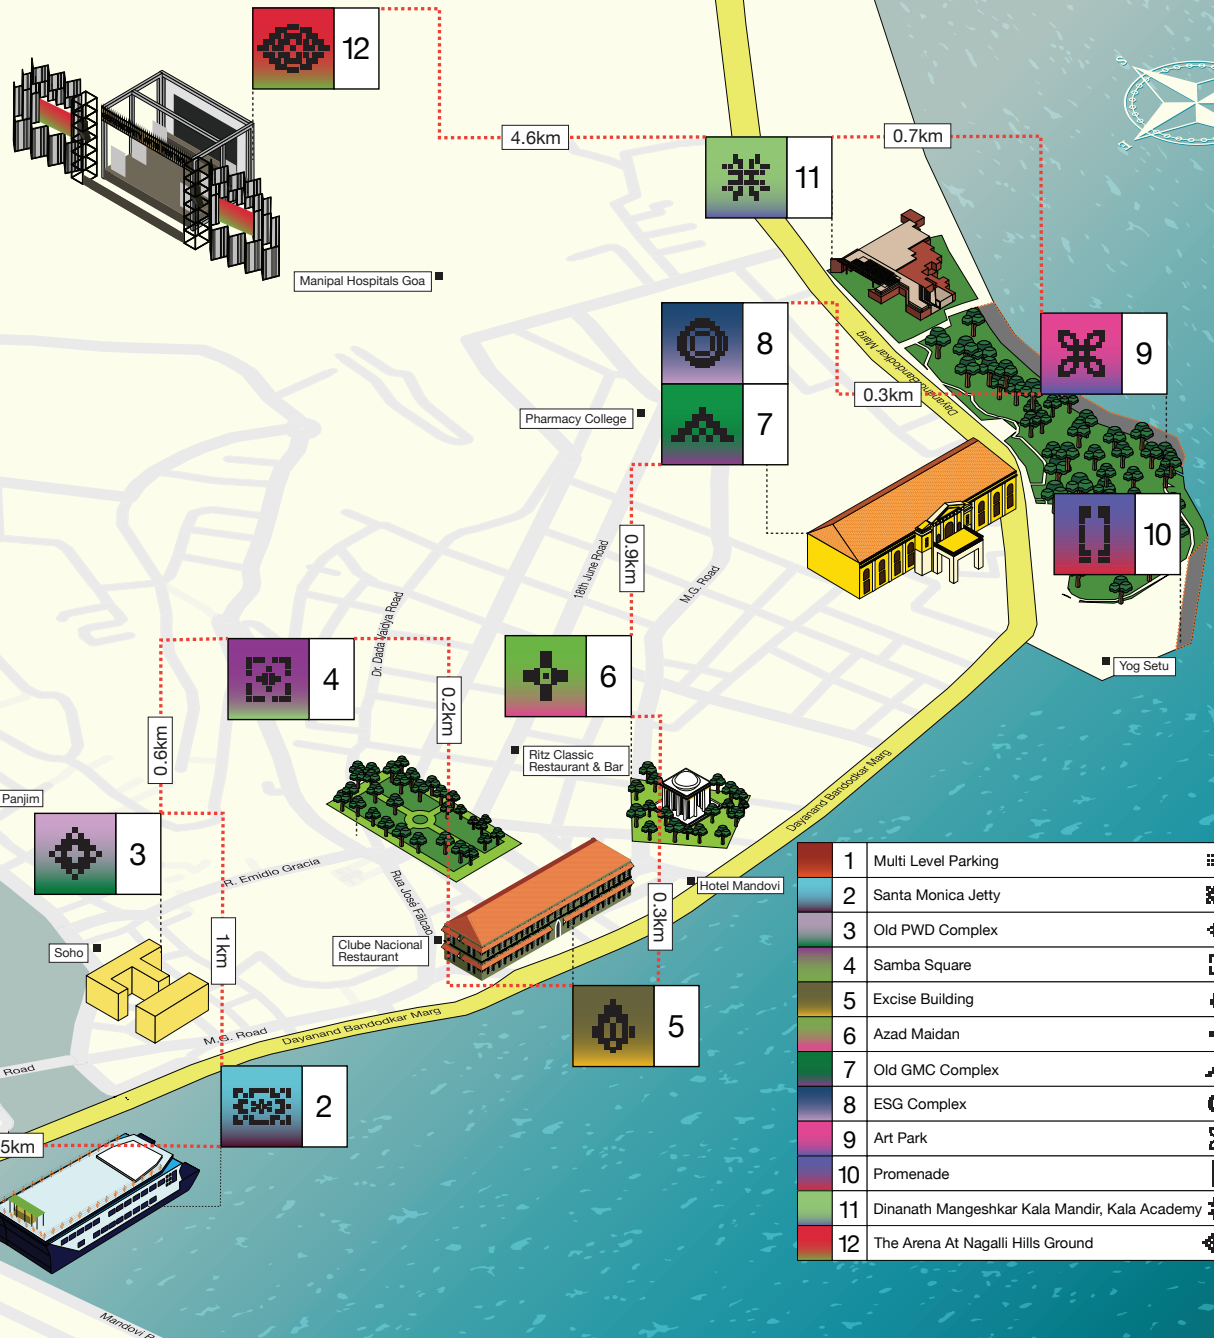 12
4.6km
0.7km
11
S
E
Manipal Hospitals Goa
8
9
Dayanand Bandodkar Marg
Dayanand Bandodkar Marg
0.3km
Pharmacy College
7
10
0.9km
18th June Road
M.G. Road
Dr. Dada Vaidya Road
4
6
Yog Setu
0.2km
0.6km
Ritz Classic
Restaurant & Bar
Dayanand Bandodkar Marg
Panjim
3
R. Emidio Gracia
Rua José Falcao
Hotel Mandovi
0.3km
1km
Soho
Clube Nacional
Restaurant
5
M.G. Road
Dayanand Bandodkar Marg
Road
2
5km
1 Multi Level Parking
2 Santa Monica Jetty
3 Old PWD Complex
4 Samba Square
5 Excise Building
6 Azad Maidan
7 Old GMC Complex
8 ESG Complex
9 Art Park
10 Promenade
11 Dinanath Mangeshkar Kala Mandir, Kala Academy
12 The Arena At Nagalli Hills Ground
Mandovi